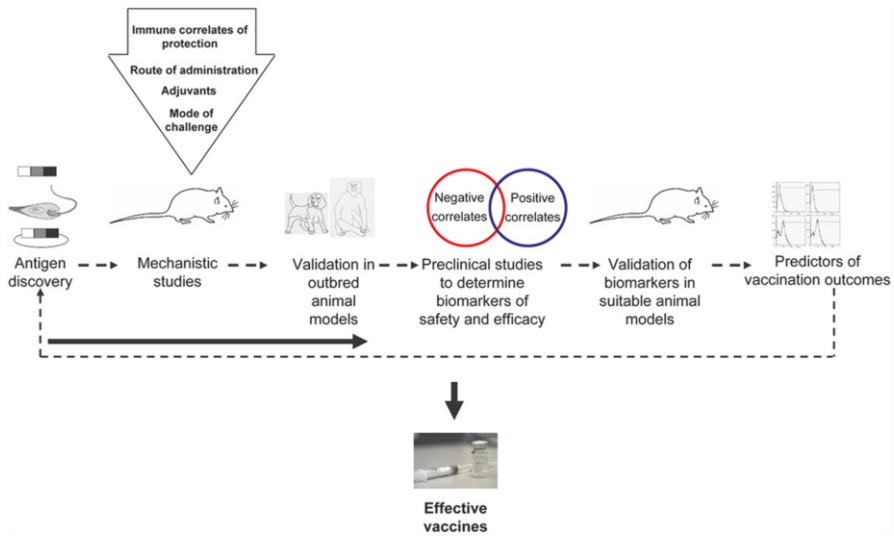 Immune correlates of
protection
Route of administration
Adjuvants
Mode of
challenge
Negative
correlates
Positive
correlates
Antigen
discovery
Mechanistic
studies
Validation in
outbred
animal
models
Preclinical studies
to determine
biomarkers of
safety and efficacy
Validation of
biomarkers in
suitable animal
models
Predictors of
vaccination outcomes
Effective
vaccines